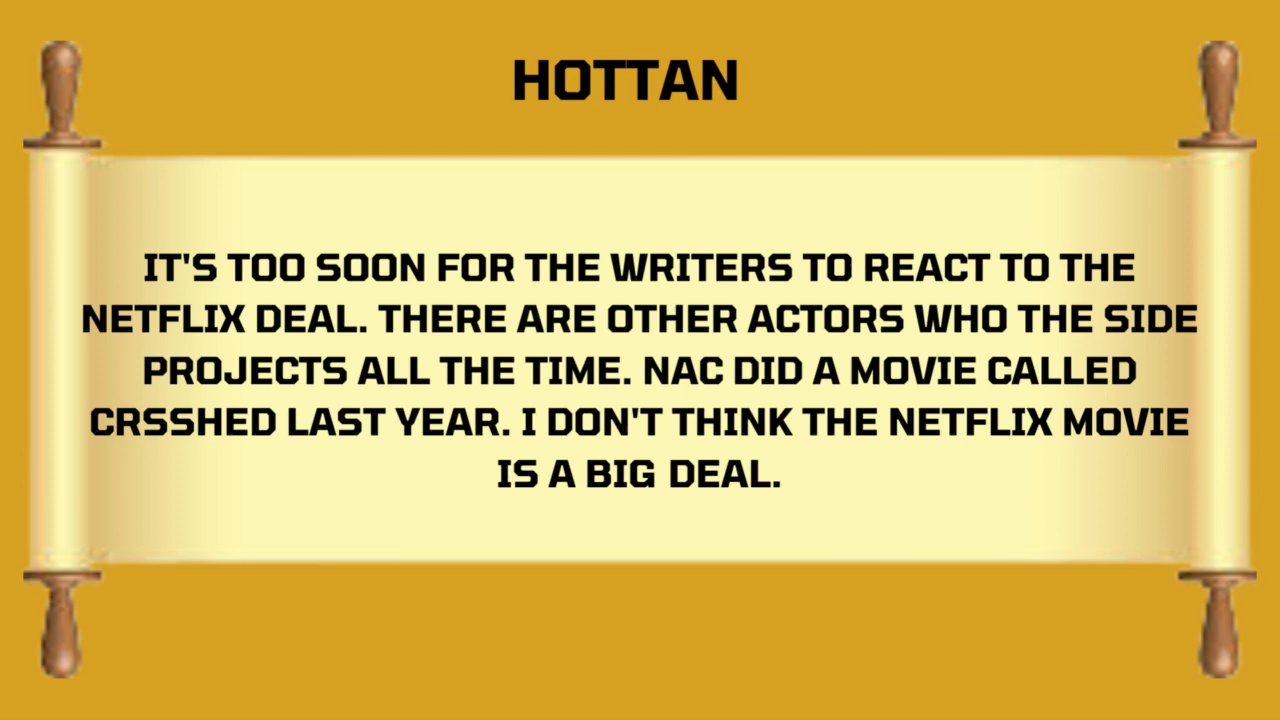 HOTTAN
IT'S TOO SOON FOR THE WRITERS TO REACT TO THE
NETFLIX DEAL. THERE ARE OTHER ACTORS WHO THE SIDE
PROJECTS ALL THE TIME. NAC DID A MOVIE CALLED
CRSSHED LAST YEAR. I DON'T THINK THE NETFLIX MOVIE
IS A BIG DEAL.